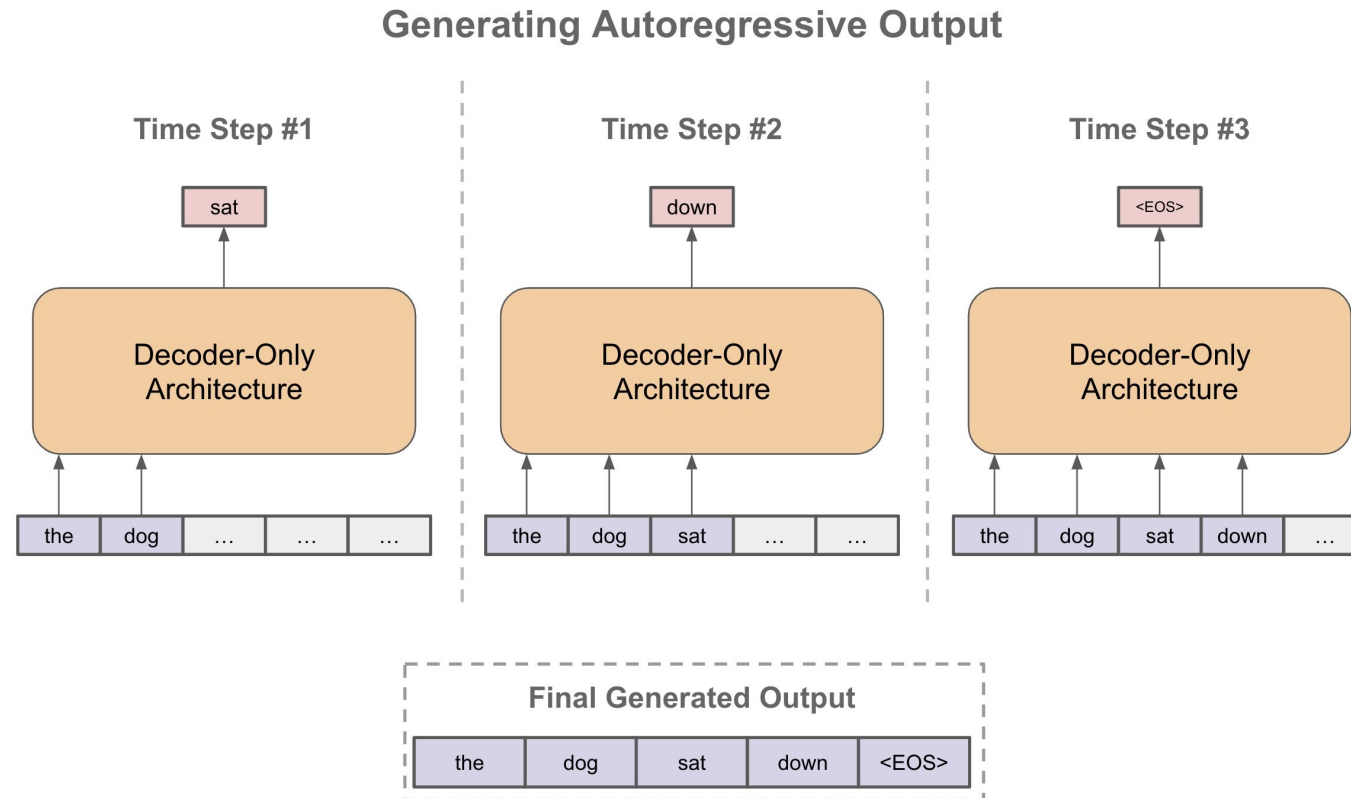 Generating Autoregressive Output
Time Step #1
sat
Decoder-Only
Architecture
the dog … … …
Time Step #2
down
Decoder-Only
Architecture
the dog sat … …
Time Step #3
<EOS>
Decoder-Only
Architecture
the dog sat down …
Final Generated Output
the dog sat down <EOS>